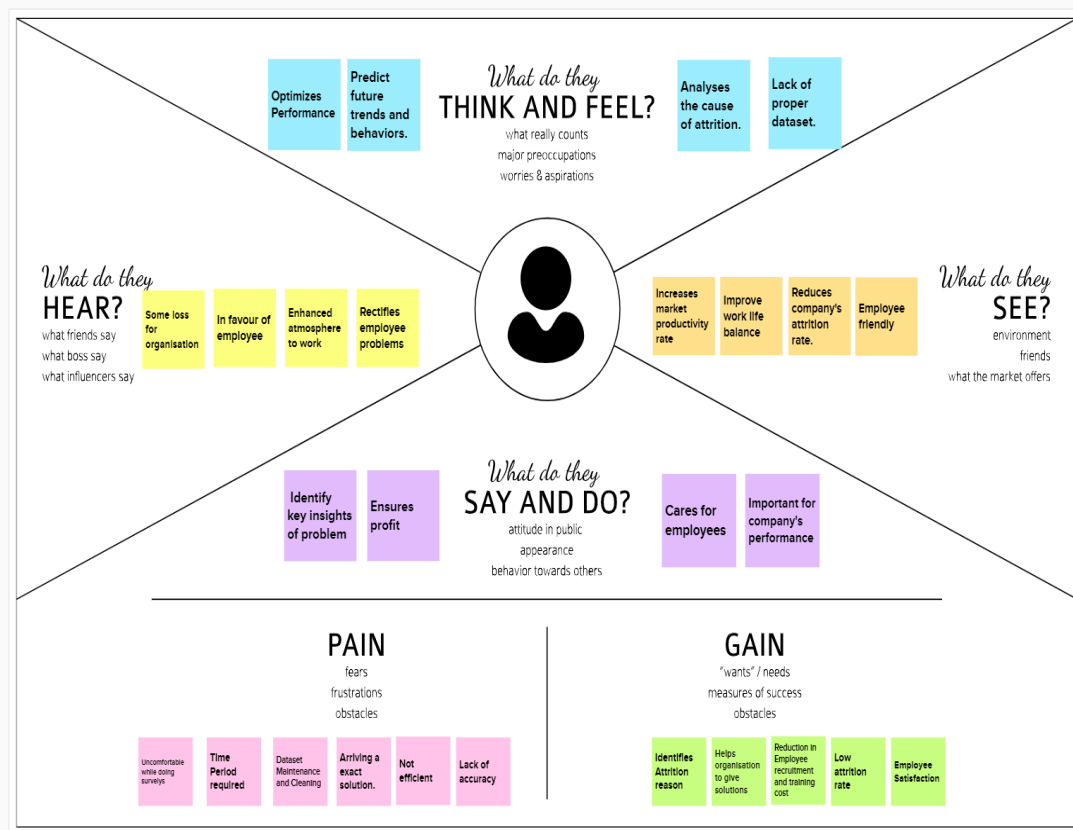 What do they
THINK AND FEEL?
what really counts
major preoccupations
worries & aspirations
Optimizes
Performance
Predict
future
trends and
behaviors.
Analyses
the cause
of attrition.
Lack of
proper
dataset.
What do they
HEAR?
what friends say
what boss say
what influencers say
Some loss
for
organisation
In favour of
employee
Enhanced
atmosphere
to work
Rectifies
employee
problems
Increases
market
productivity
rate
Improve
work life
balance
Reduces
company's
attrition
rate.
Employee
friendly
What do they
SEE?
environment
friends
what the market offers
What do they
SAY AND DO?
attitude in public
appearance
behavior towards others
Identify
key insights
of problem
Ensures
profit
Cares for
employees
Important for
company's
performance
PAIN
fears
frustrations
obstacles
Uncomfortable
while doing
surveiys
Time
Period
required
Dataset
Maintenance
and Cleaning
Arriving a
exact
solution.
Not
efficient
Lack of
accuracy
GAIN
"wants" / needs
measures of success
obstacles
Identifies
Attrition
reason
Helps
organisation
to give
solutions
Reduction in
Employee
recruitment
and training
cost
Low
attrition
rate
Employee
Satisfaction